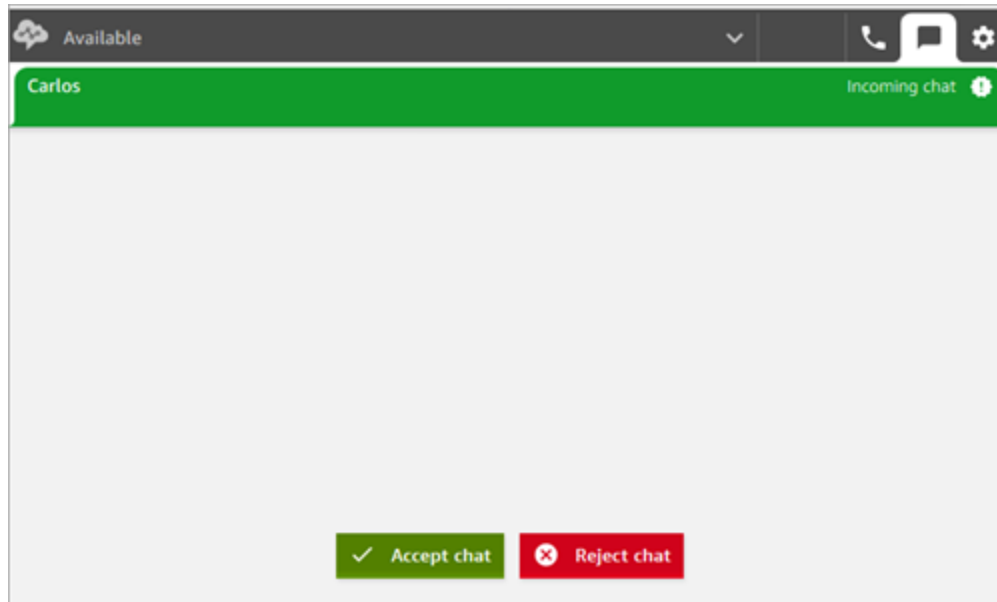 Available
Carlos
Incoming chat
Accept chat
Reject chat